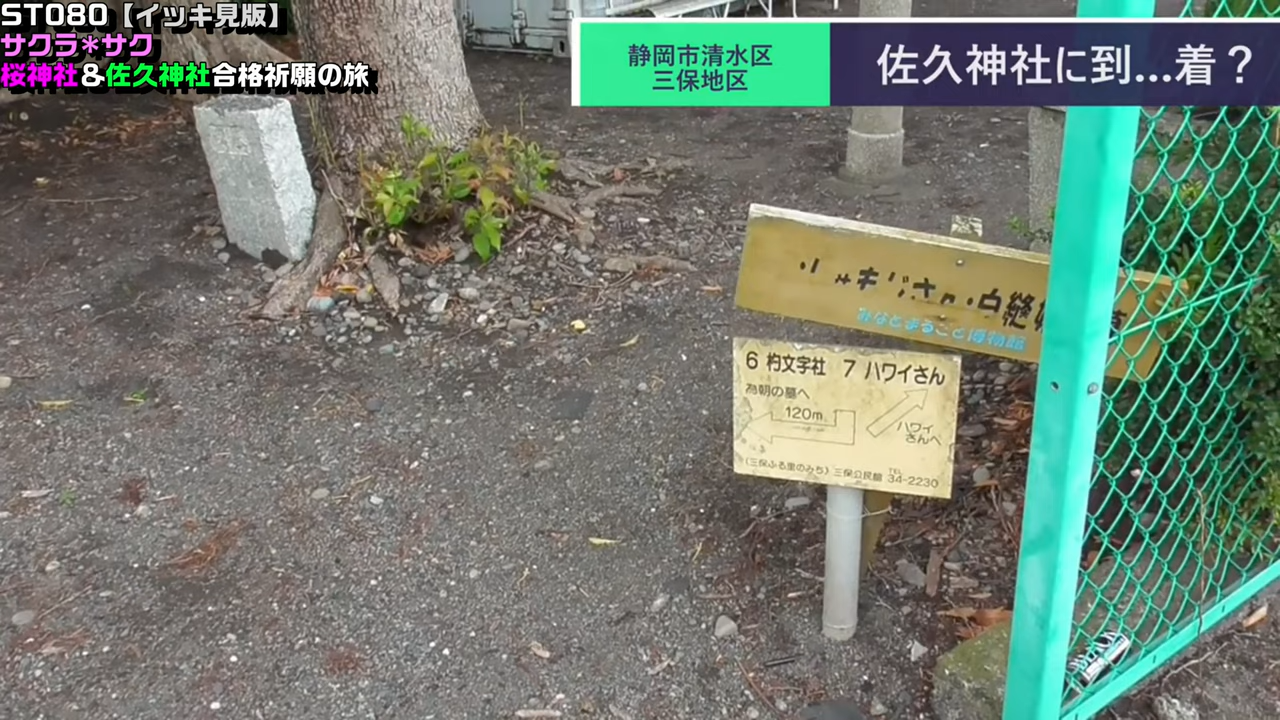 ST080【イッキ見版】
サクラ＊サク
桜神社&佐久神社合格祈願の旅
静岡市清水区
三保地区
佐久神社に到…着？
白縫
みなとまるごと博物館
6 杓文字社 7 ハワイさん
為朝の墓へ
120m
ハワイ
さんへ
(三保ふる里のみち) 三保公民館 TEL 34-2230